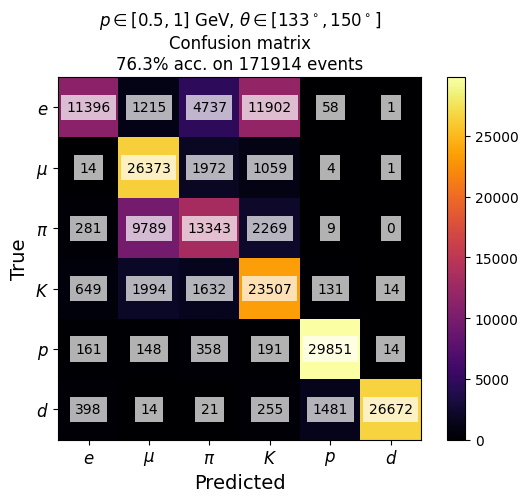 p ∈ [0.5, 1] GeV, θ ∈ [133°, 150°]
Confusion matrix
76.3% acc. on 171914 events
e 11396 1215 4737 11902 58 1
μ 14 26373 1972 1059 4 1
π 281 9789 13343 2269 9 0
K 649 1994 1632 23507 131 14
p 161 148 358 191 29851 14
d 398 14 21 255 1481 26672
e μ π K p d
Predicted
True
25000
20000
15000
10000
5000
0